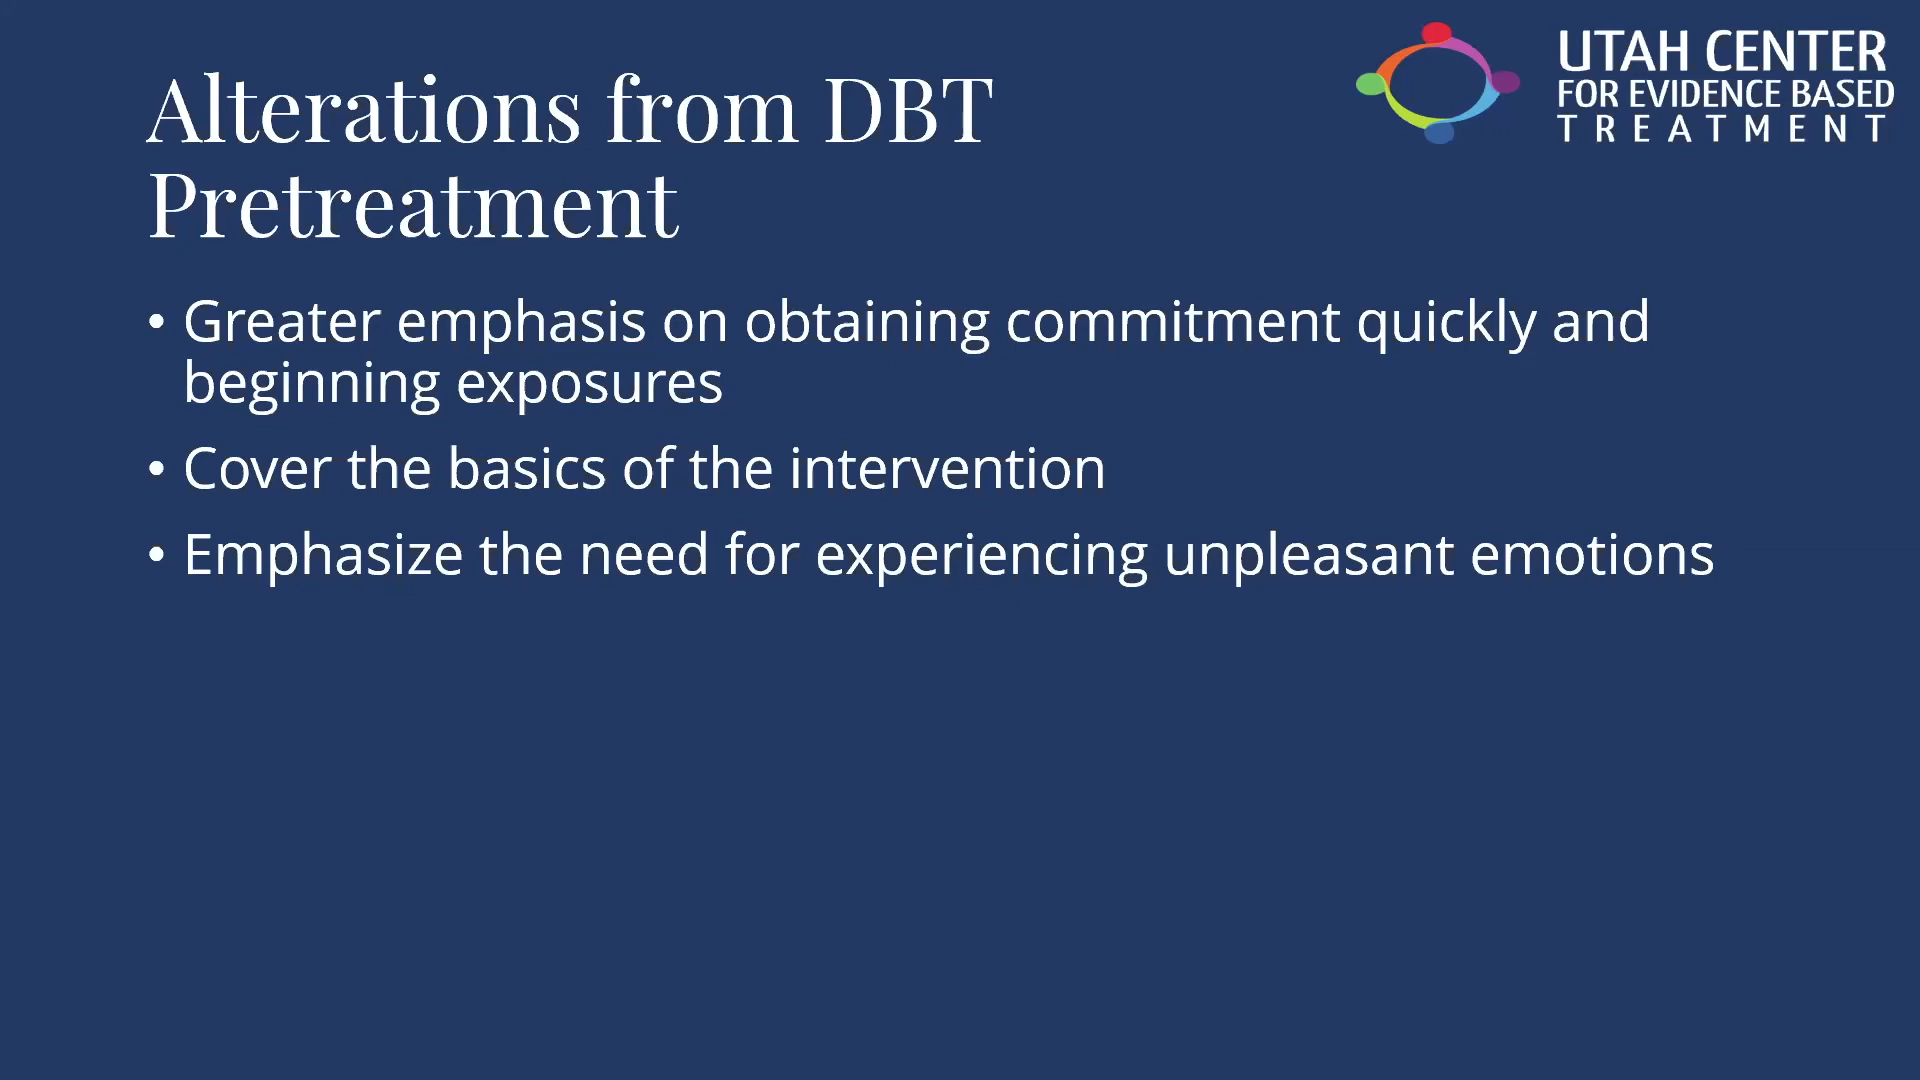 Alterations from DBT
Pretreatment
UTAH CENTER
FOR EVIDENCE BASED
TREATMENT
• Greater emphasis on obtaining commitment quickly and
beginning exposures
• Cover the basics of the intervention
• Emphasize the need for experiencing unpleasant emotions